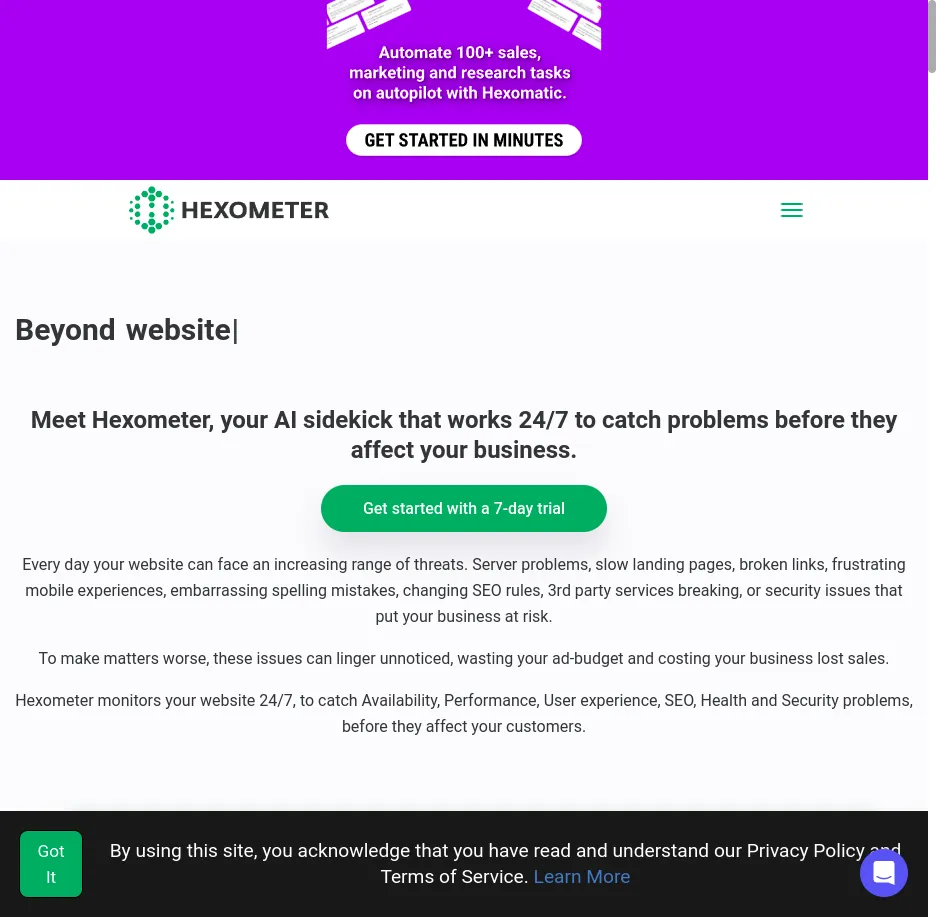 Automate 100+ sales,
marketing and research tasks
on autopilot with Hexomatic.
GET STARTED IN MINUTES
HEXOMETER
Beyond website|
Meet Hexometer, your AI sidekick that works 24/7 to catch problems before they
affect your business.
Get started with a 7-day trial
Every day your website can face an increasing range of threats. Server problems, slow landing pages, broken links, frustrating
mobile experiences, embarrassing spelling mistakes, changing SEO rules, 3rd party services breaking, or security issues that
put your business at risk.
To make matters worse, these issues can linger unnoticed, wasting your ad-budget and costing your business lost sales.
Hexometer monitors your website 24/7, to catch Availability, Performance, User experience, SEO, Health and Security problems,
before they affect your customers.
Got
It
By using this site, you acknowledge that you have read and understand our Privacy Policy and
Terms of Service. Learn More